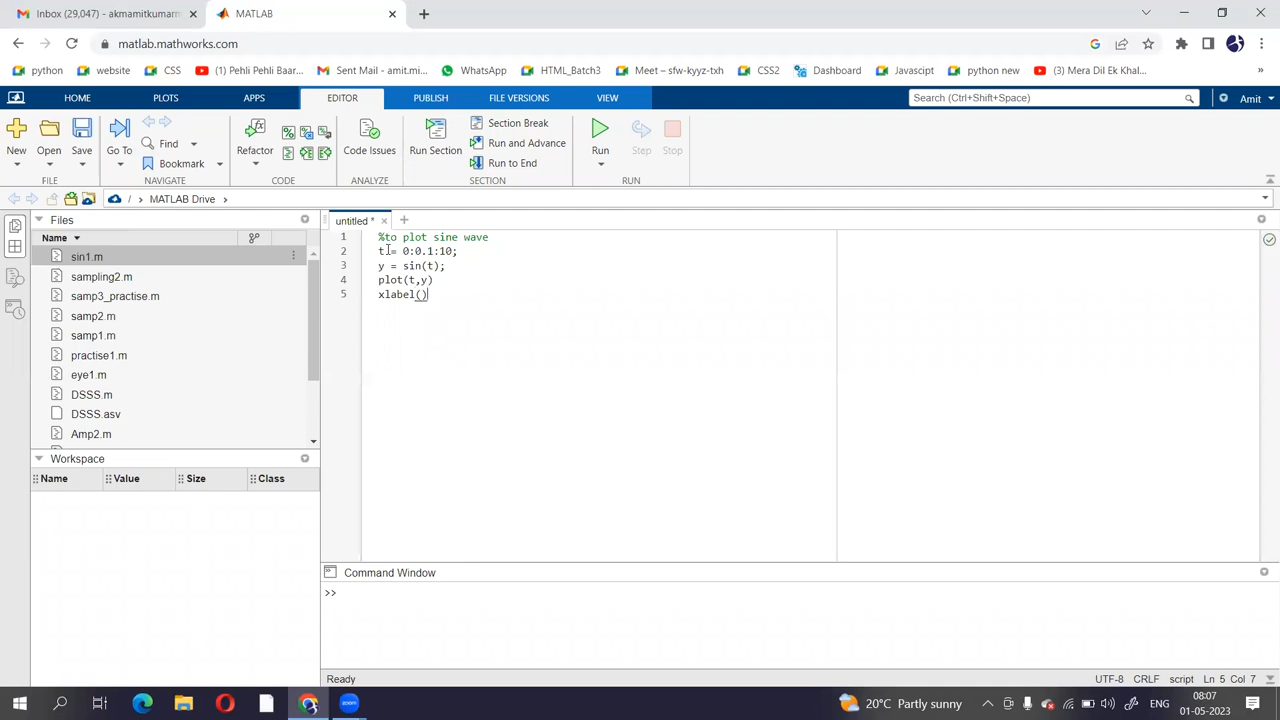 Inbox (29,047) - akmamitkumarm
MATLAB
matlab.mathworks.com
python
website
CSS
(1) Pehli Pehli Baar...
Sent Mail - amit.mi...
WhatsApp
HTML_Batch3
Meet – sfw-kyyz-txh
CSS2
Dashboard
Javascipt
python new
(3) Mera Dil Ek Khal...
»
HOME
PLOTS
APPS
EDITOR
PUBLISH
FILE VERSIONS
VIEW
Search (Ctrl+Shift+Space)
Amit
New
Open
Save
Go To
Find
Bookmark
Refactor
Code Issues
Run Section
Section Break
Run and Advance
Run to End
Run
Step
Stop
FILE
NAVIGATE
CODE
ANALYZE
SECTION
RUN
/ MATLAB Drive
Files
Name
sin1.m
sampling2.m
samp3_practise.m
samp2.m
samp1.m
practise1.m
eye1.m
DSSS.m
DSSS.asv
Amp2.m
Workspace
Name
Value
Size
Class
untitled *
1 %to plot sine wave
2 t = 0:0.1:10;
3 y = sin(t);
4 plot(t,y)
5 xlabel()
Command Window
>>
Ready
UTF-8
CRLF
script
Ln 5 Col 7
zoom
20°C Partly sunny
ENG
08:07
01-05-2023